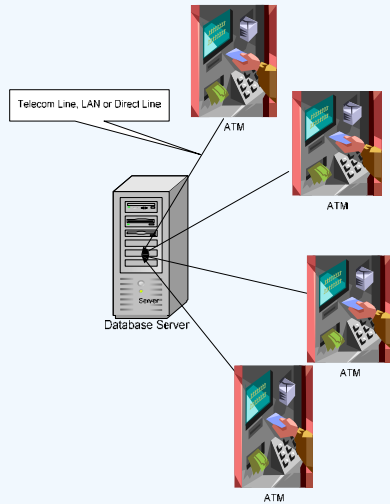 Telecom Line, LAN or Direct Line
ATM
ATM
Server
Database Server
ATM
ATM